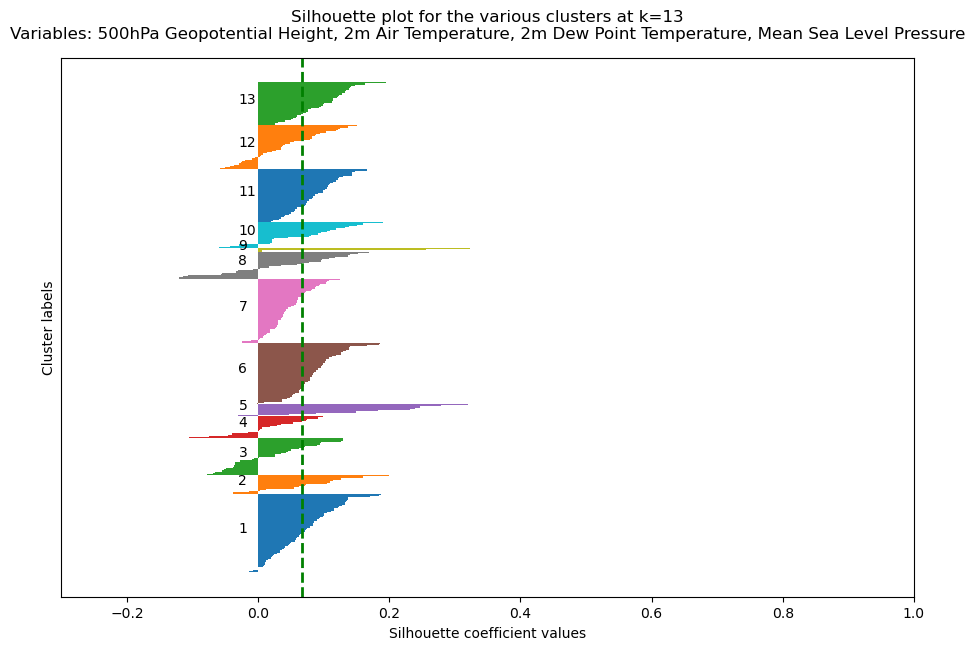 Silhouette plot for the various clusters at k=13
Variables: 500hPa Geopotential Height, 2m Air Temperature, 2m Dew Point Temperature, Mean Sea Level Pressure
13
12
11
10
9
8
7
6
5
4
3
2
1
Cluster labels
−0.2 0.0 0.2 0.4 0.6 0.8 1.0
Silhouette coefficient values